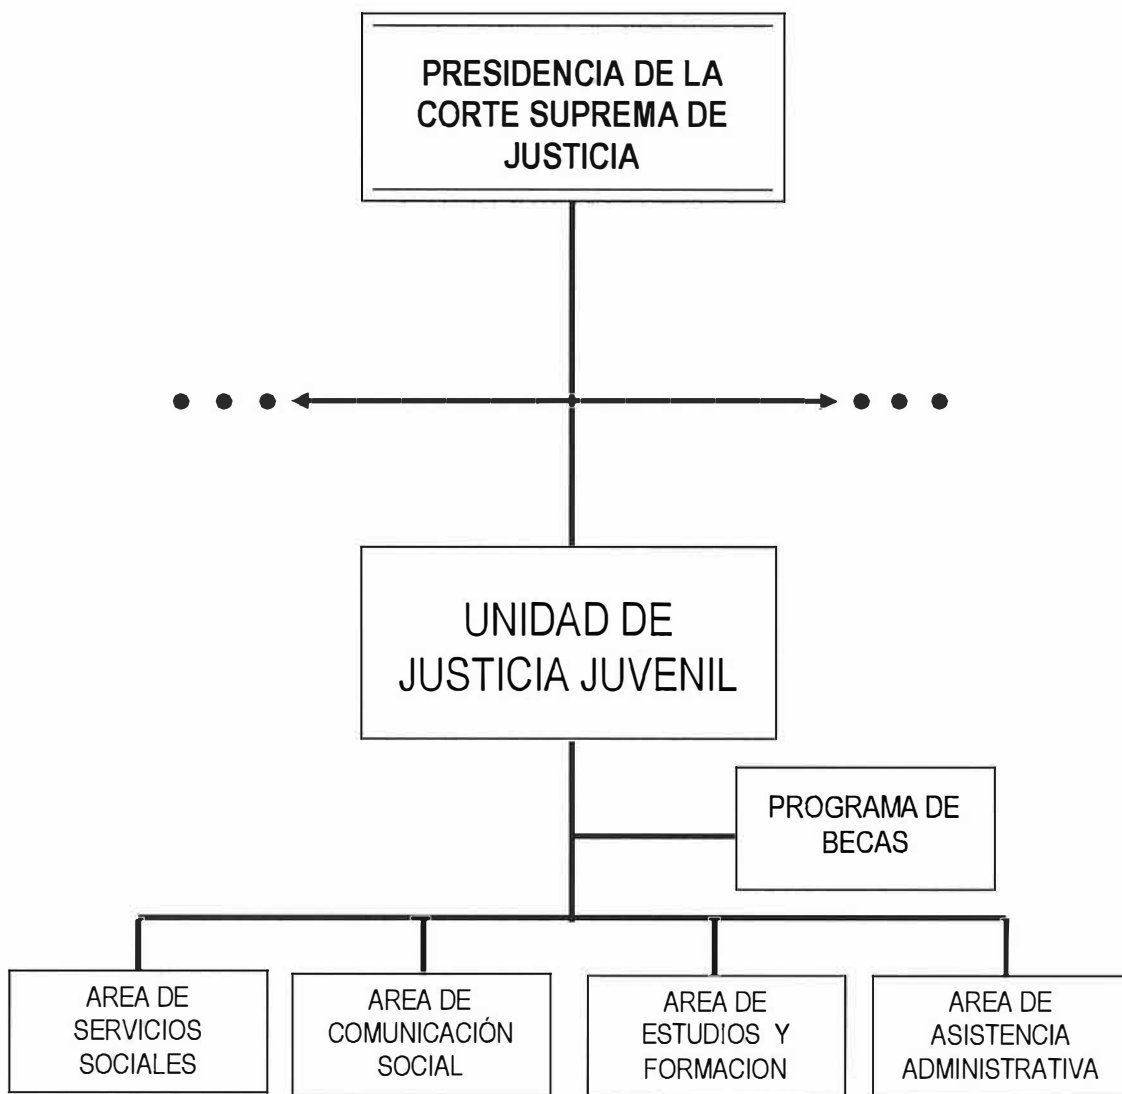 PRESIDENCIA DE LA
CORTE SUPREMA DE
JUSTICIA
UNIDAD DE
JUSTICIA JUVENIL
PROGRAMA DE
BECAS
AREA DE
SERVICIOS
SOCIALES
AREA DE
COMUNICACIÓN
SOCIAL
AREA DE
ESTUDIOS Y
FORMACION
AREA DE
ASISTENCIA
ADMINISTRATIVA